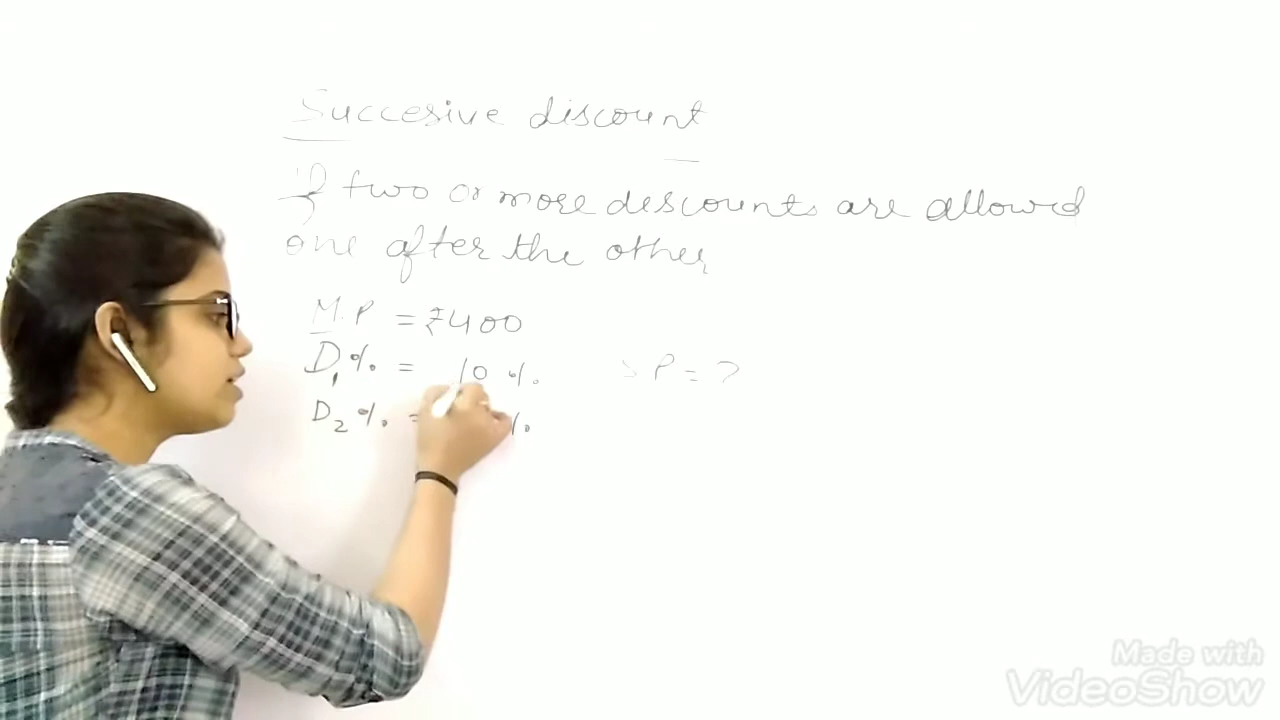 Succesive discount
if two or more descounts are allowed
one after the other
M.P = ₹400
D₁% = 10 % SP = ?
D₂% = %
Made with
VideoShow